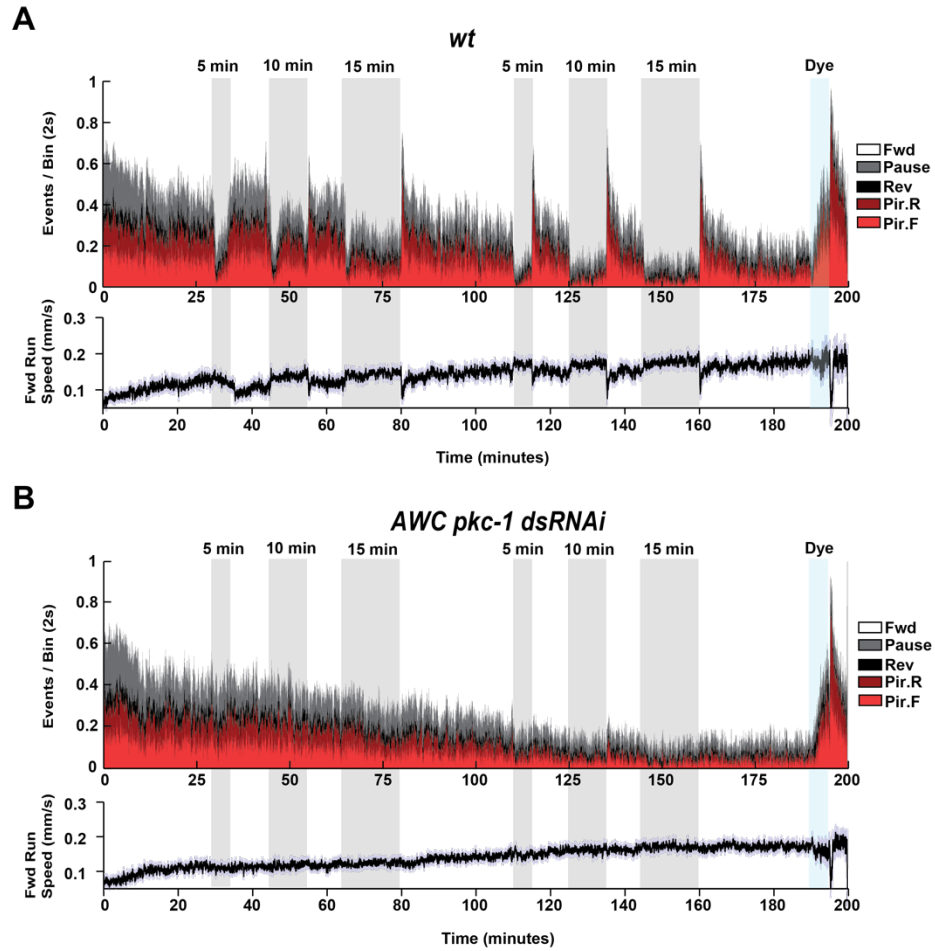 A
wt
5 min 10 min 15 min 5 min 10 min 15 min Dye
Events / Bin (2s)
1
0.8
0.6
0.4
0.2
0
0 25 50 75 100 125 150 175 200
Fwd
Pause
Rev
Pir.R
Pir.F
Fwd Run
Speed (mm/s)
0.3
0.2
0.1
0 20 40 60 80 100 120 140 160 180 200
Time (minutes)
B
AWC pkc-1 dsRNAi
5 min 10 min 15 min 5 min 10 min 15 min Dye
Events / Bin (2s)
1
0.8
0.6
0.4
0.2
0
0 25 50 75 100 125 150 175 200
Fwd
Pause
Rev
Pir.R
Pir.F
Fwd Run
Speed (mm/s)
0.3
0.2
0.1
0 20 40 60 80 100 120 140 160 180 200
Time (minutes)